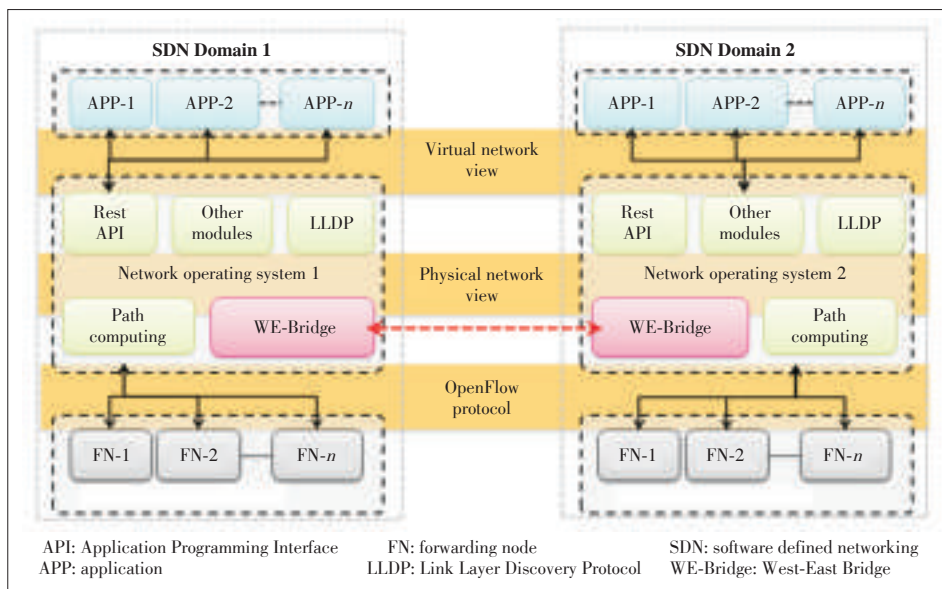 SDN Domain 1
SDN Domain 2
APP-1
APP-2
APP-n
APP-1
APP-2
APP-n
Virtual network
view
Rest
API
Other
modules
LLDP
Rest
API
Other
modules
LLDP
Network operating system 1
Physical network
view
Network operating system 2
Path
computing
WE-Bridge
WE-Bridge
Path
computing
OpenFlow
protocol
FN-1
FN-2
FN-n
FN-1
FN-2
FN-n
API: Application Programming Interface
FN: forwarding node
SDN: software defined networking
APP: application
LLDP: Link Layer Discovery Protocol
WE-Bridge: West-East Bridge